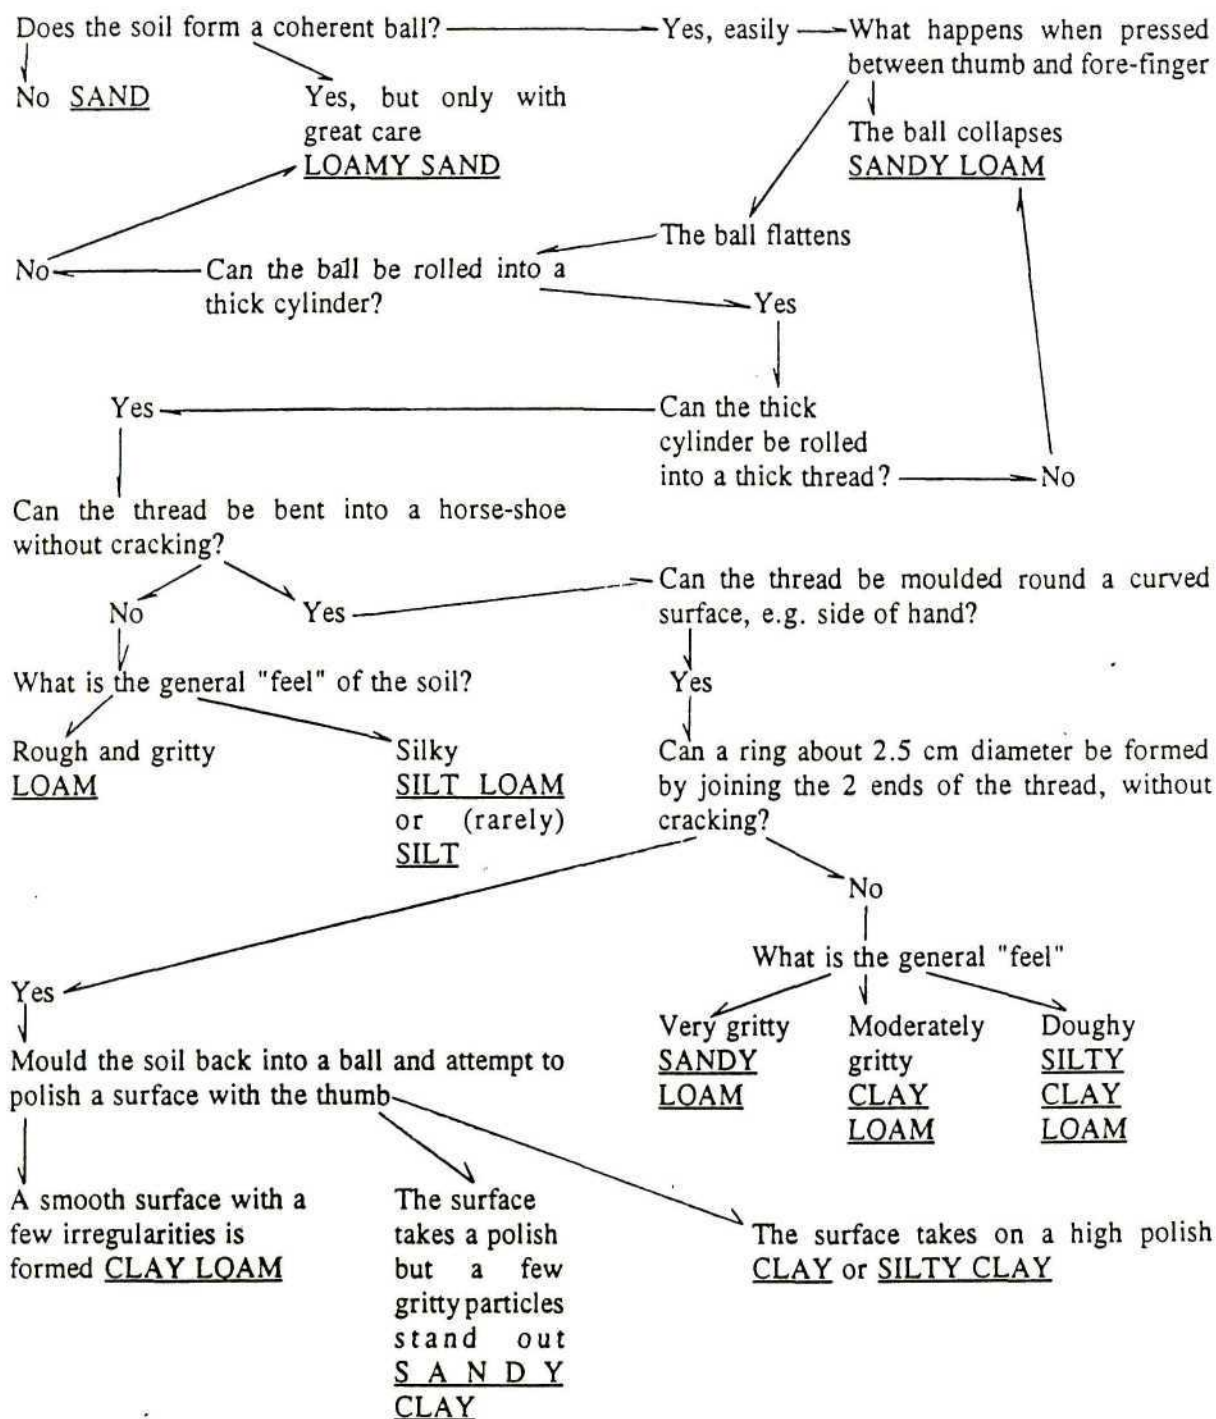 Does the soil form a coherent ball?
Yes, easily
What happens when pressed
between thumb and fore-finger
No SAND
Yes, but only with
great care
LOAMY SAND
The ball collapses
SANDY LOAM
The ball flattens
No
Can the ball be rolled into a
thick cylinder?
Yes
Yes
Can the thick
cylinder be rolled
into a thick thread?
No
Can the thread be bent into a horse-shoe
without cracking?
No
Yes
Can the thread be moulded round a curved
surface, e.g. side of hand?
What is the general "feel" of the soil?
Yes
Rough and gritty
LOAM
Silky
SILT LOAM
or (rarely)
SILT
Can a ring about 2.5 cm diameter be formed
by joining the 2 ends of the thread, without
cracking?
No
What is the general "feel"
Yes
Very gritty
SANDY
LOAM
Moderately
gritty
CLAY
LOAM
Doughy
SILTY
CLAY
LOAM
Mould the soil back into a ball and attempt to
polish a surface with the thumb
A smooth surface with a
few irregularities is
formed CLAY LOAM
The surface
takes a polish
but a few
gritty particles
stand out
SANDY
CLAY
The surface takes on a high polish
CLAY or SILTY CLAY